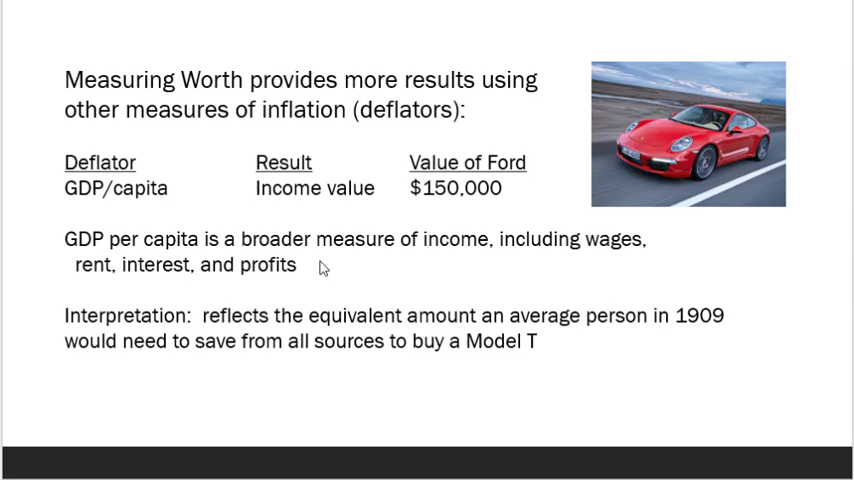 Measuring Worth provides more results using
other measures of inflation (deflators):
Deflator Result Value of Ford
GDP/capita Income value $150,000
GDP per capita is a broader measure of income, including wages,
rent, interest, and profits
Interpretation: reflects the equivalent amount an average person in 1909
would need to save from all sources to buy a Model T